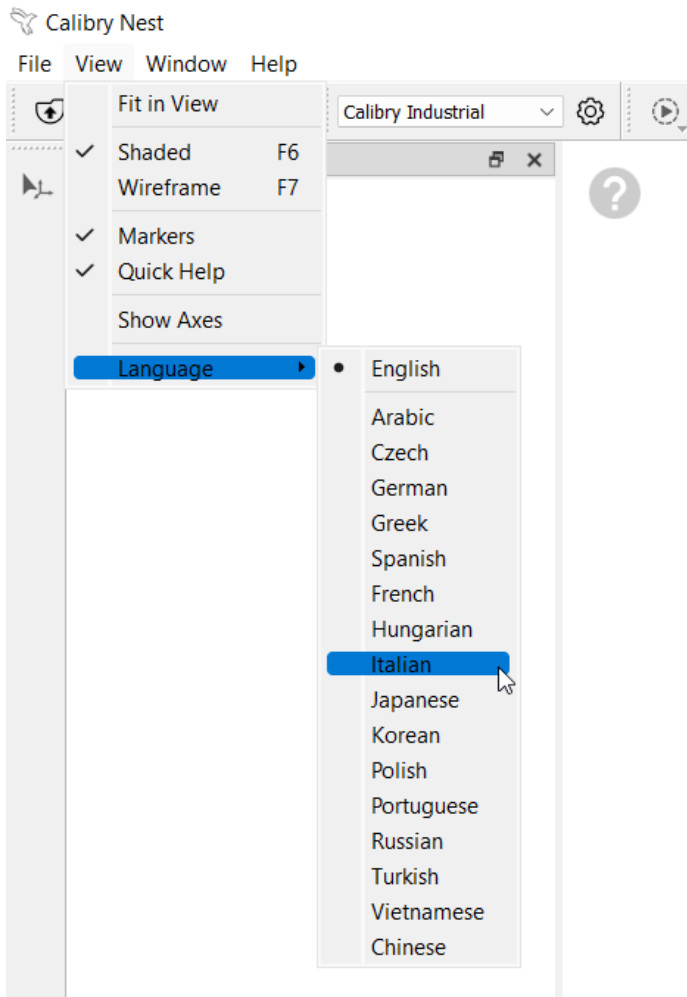 Calibry Nest
File View Window Help
Fit in View
Calibry Industrial
Shaded F6
Wireframe F7
Markers
Quick Help
Show Axes
Language
English
Arabic
Czech
German
Greek
Spanish
French
Hungarian
Italian
Japanese
Korean
Polish
Portuguese
Russian
Turkish
Vietnamese
Chinese